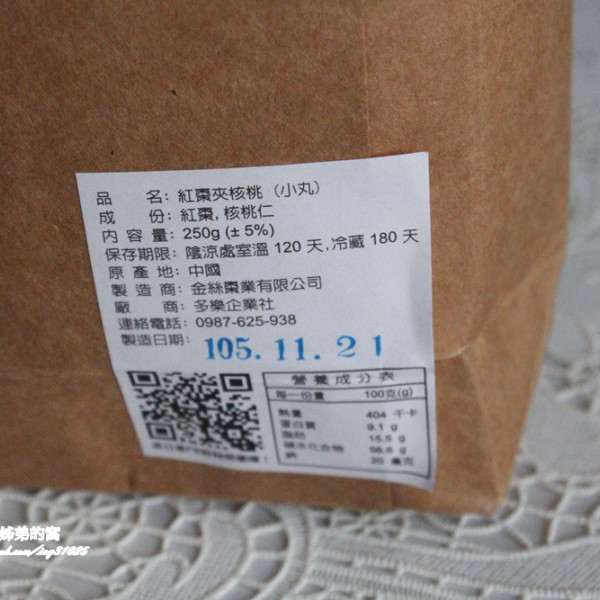 品 名: 紅棗夾核桃 (小丸)
成 份: 紅棗, 核桃仁
內 容 量: 250g (± 5%)
保存期限: 陰涼處室溫 120 天, 冷藏 180 天
原 產 地: 中國
製 造 商: 金絲棗業有限公司
廠 商: 多樂企業社
連絡電話: 0987-625-938
製造日期: 105.11.21
營養成分表
每一份量 100克(g)
熱量 404 千卡
蛋白質 9.1 g
脂肪 15.5 g
碳水化合物 56.6 g
鈉 20 毫克
姊弟的窩